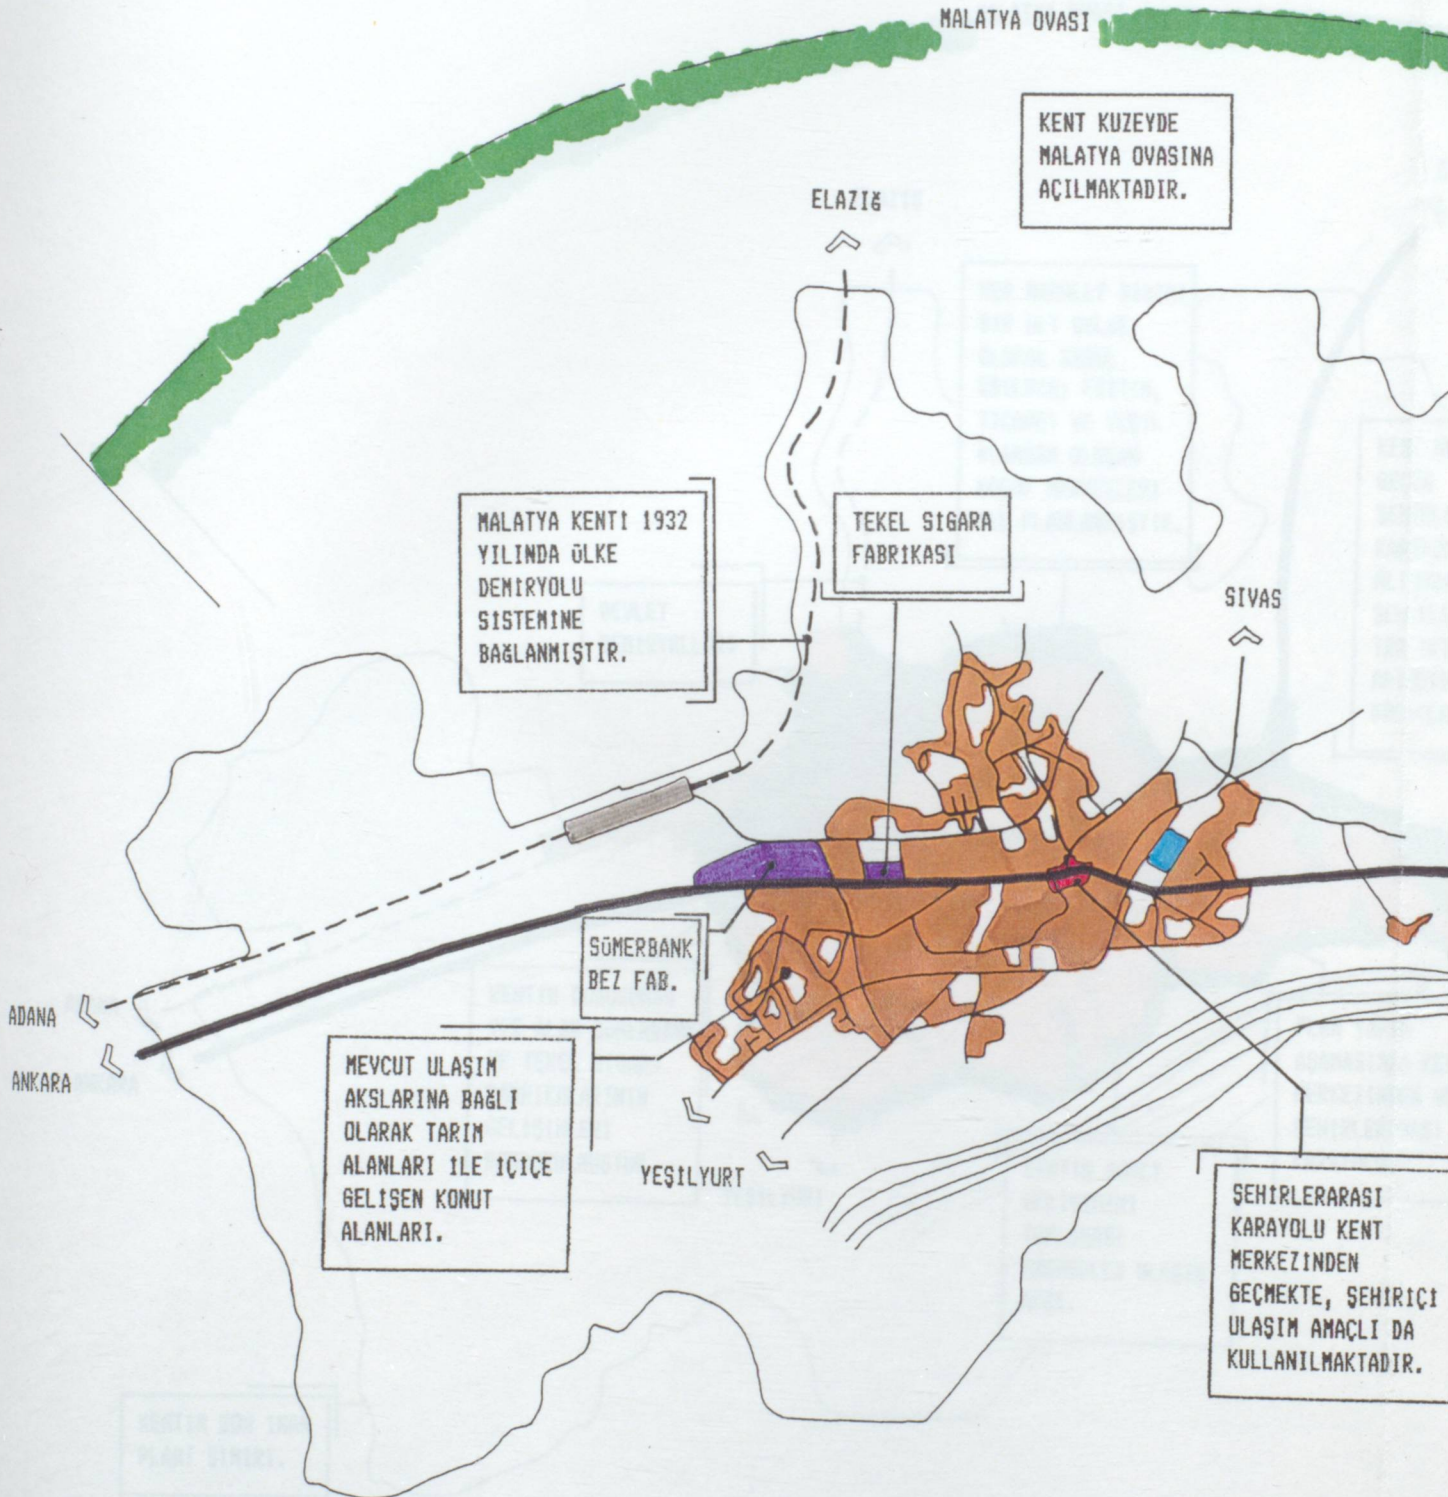 MALATYA OVASI
KENT KUZEYDE
MALATYA OVASINA
AÇILMAKTADIR.
ELAZIĞ
MALATYA KENTİ 1932
YILINDA ÜLKE
DEMİRYOLU
SİSTEMİNE
BAĞLANMIŞTIR.
TEKEL SİGARA
FABRİKASI
SIVAS
SÜMERBANK
BEZ FAB.
ADANA
ANKARA
MEVCUT ULAŞIM
AKSLARINA BAĞLI
OLARAK TARIM
ALANLARI İLE İÇİÇE
GELİŞEN KONUT
ALANLARI.
YEŞİLYURT
ŞEHİRLERARASI
KARAYOLU KENT
MERKEZİNDEN
GEÇMEKTE, ŞEHİRİÇİ
ULAŞIM AMAÇLI DA
KULLANILMAKTADIR.